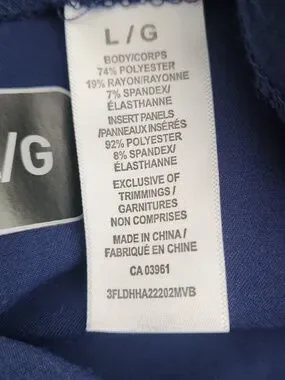 L / G
BODY/CORPS
74% POLYESTER
19% RAYON/RAYONNE
7% SPANDEX/
ÉLASTHANNE
INSERT PANELS
/PANNEAUX INSÉRÉS
92% POLYESTER
8% SPANDEX/
ÉLASTHANNE
EXCLUSIVE OF
TRIMMINGS /
GARNITURES
NON COMPRISES
MADE IN CHINA /
FABRIQUÉ EN CHINE
CA 03961
3FLDHHA22202MVB
/G